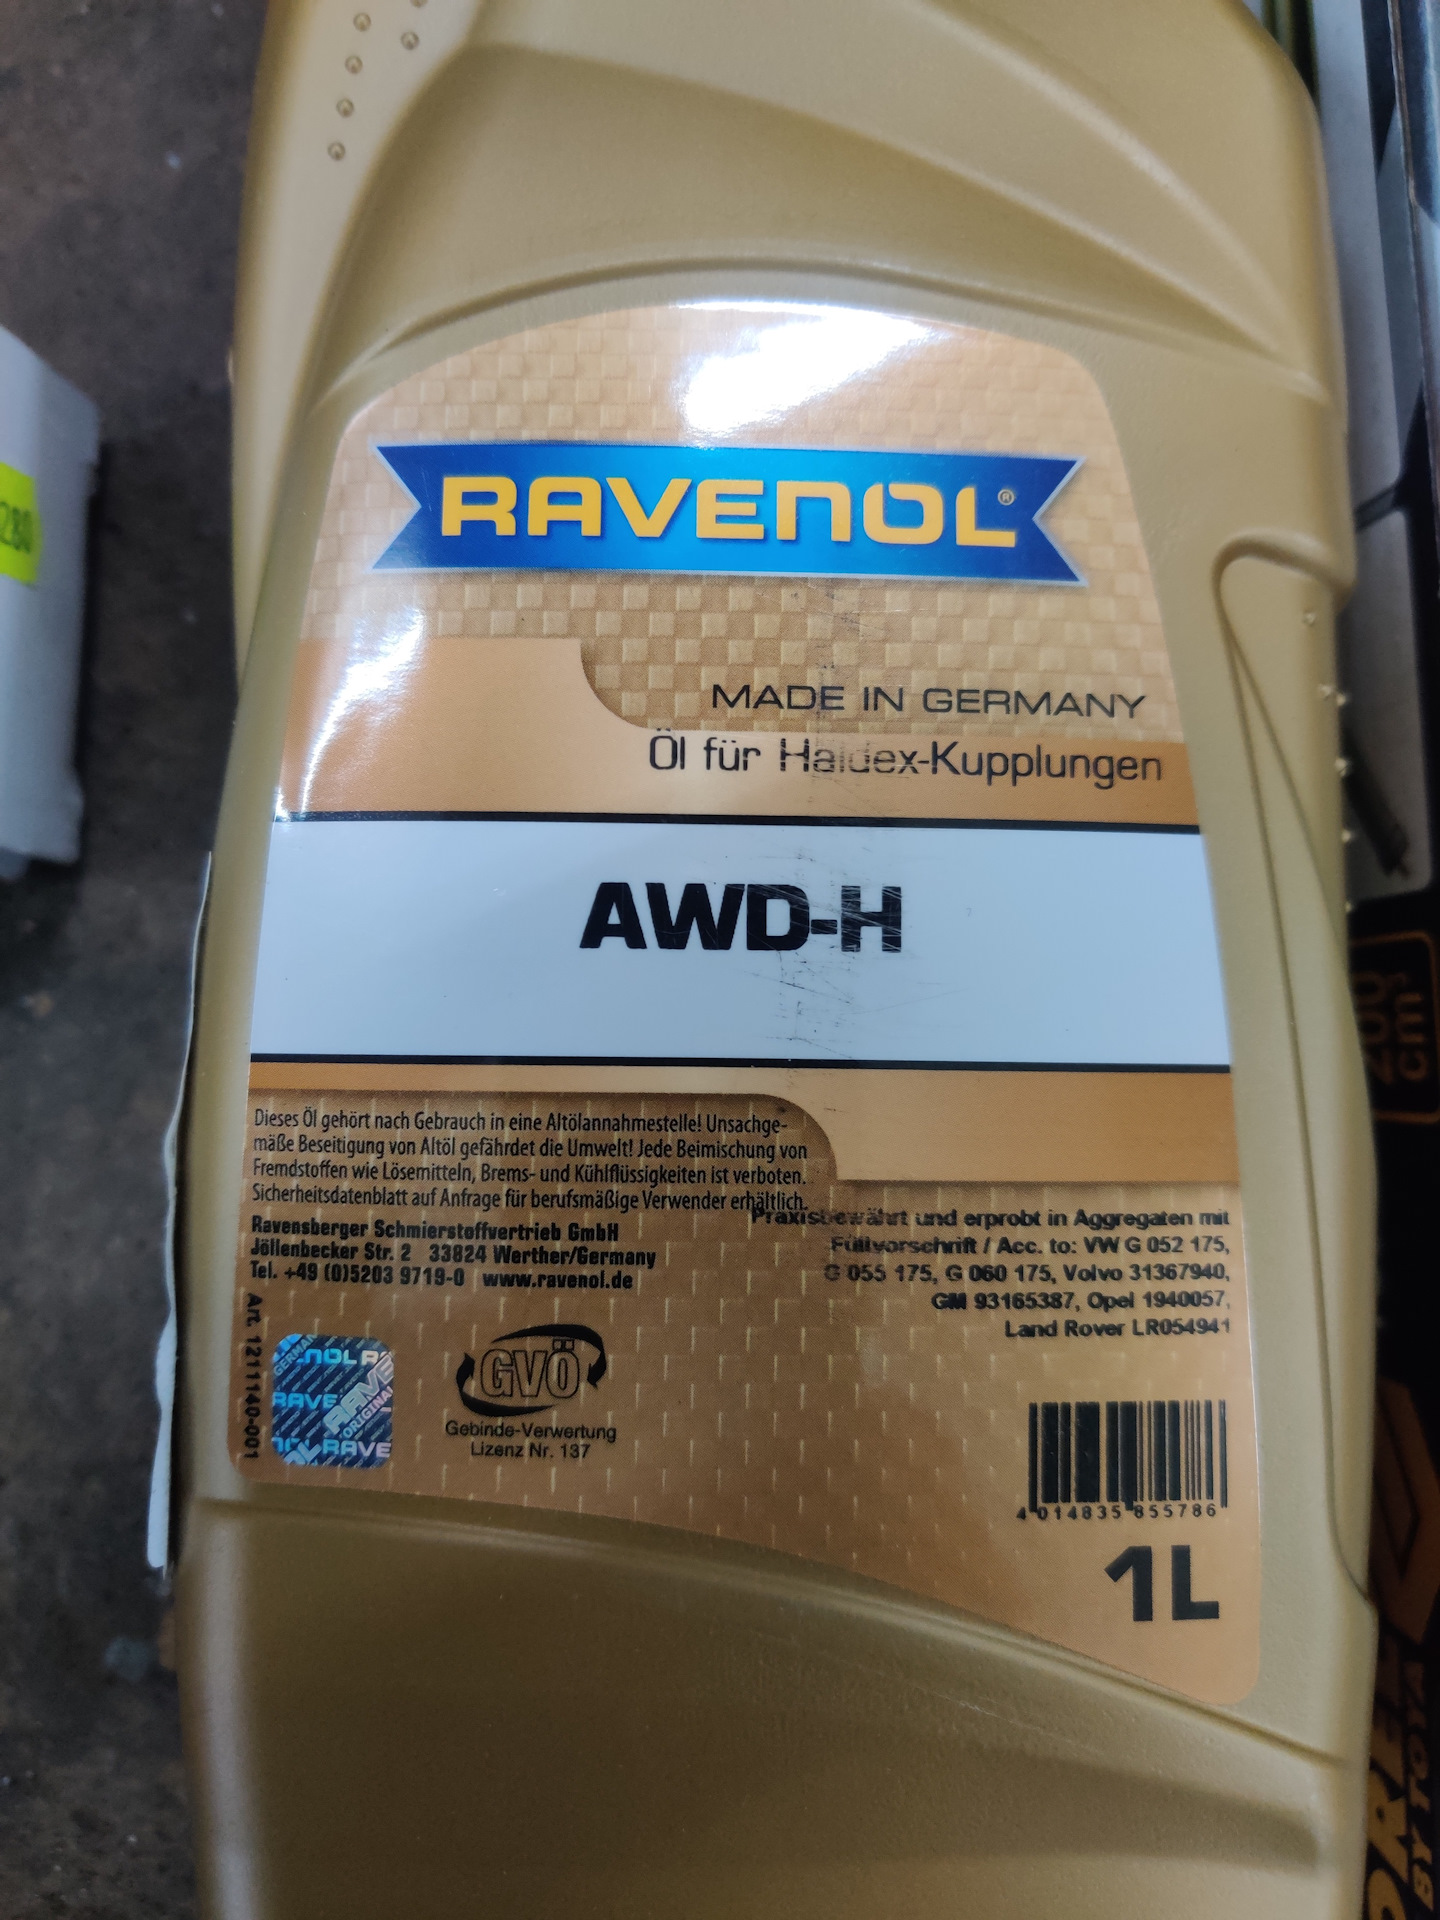 RAVENOL®
MADE IN GERMANY
Öl für Haldex-Kupplungen
AWD-H
Dieses Öl gehört nach Gebrauch in eine Altölannahmestelle! Unsachge-
mäße Beseitigung von Altöl gefährdet die Umwelt! Jede Beimischung von
Fremdstoffen wie Lösemitteln, Brems- und Kühlflüssigkeiten ist verboten.
Sicherheitsdatenblatt auf Anfrage für berufsmäßige Verwender erhältlich.
Ravensberger Schmierstoffvertrieb GmbH
Jöllenbecker Str. 2 33824 Werther/Germany
Tel. +49 (0)5203 9719-0 www.ravenol.de
Praxisbewährt und erprobt in Aggregaten mit
Füllvorschrift / Acc. to: VW G 052 175,
G 055 175, G 060 175, Volvo 31367940,
GM 93165387, Opel 1940057,
Land Rover LR054941
Art. 1211140-001
GVÖ
Gebinde-Verwertung
Lizenz Nr. 137
4 014835 855786
1L
280
200
cm
BY TOYA